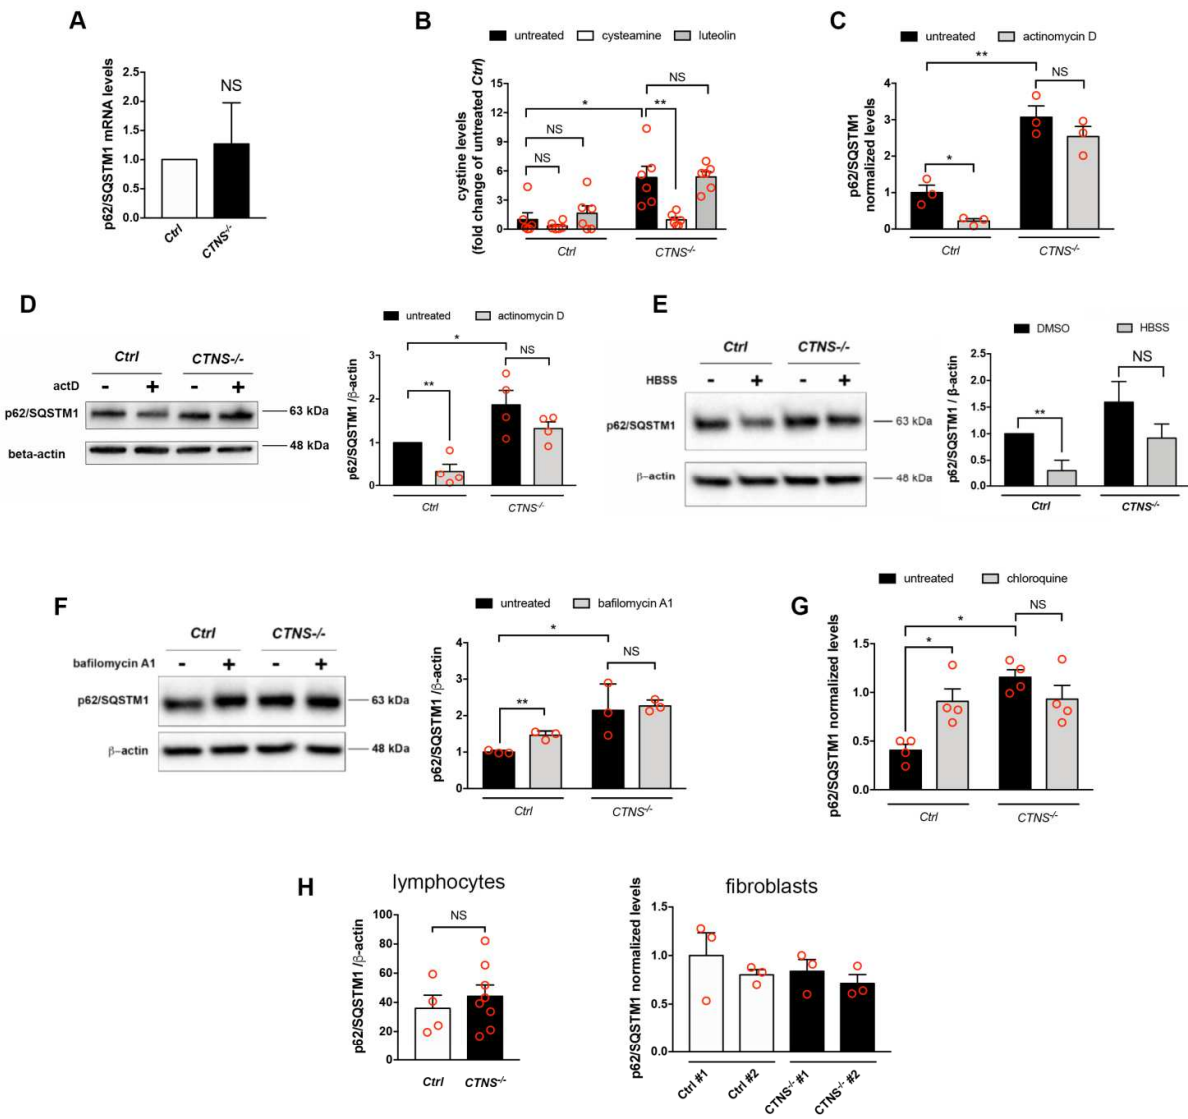 A
p62/SQSTM1 mRNA levels
2.5
2.0
1.5
1.0
0.5
0.0
NS
Ctrl
CTNS-/-
B
untreated cysteamine luteolin
cystine levels
(fold change of untreated Ctrl)
15
12
9
6
3
0
NS
*
**
NS
NS
Ctrl
CTNS-/-
C
untreated actinomycin D
p62/SQSTM1
normalized levels
4
3
2
1
0
**
NS
*
Ctrl
CTNS-/-
D
Ctrl CTNS-/-
actD - + - +
p62/SQSTM1
63 kDa
48 kDa
beta-actin
untreated actinomycin D
p62/SQSTM1 /β-actin
3
2
1
0
*
NS
**
Ctrl
CTNS-/-
E
Ctrl CTNS-/-
HBSS - + - +
p62/SQSTM1
63 kDa
β-actin
48 kDa
DMSO HBSS
p62/SQSTM1 / β-actin
2.5
2.0
1.5
1.0
0.5
0.0
NS
**
Ctrl
CTNS-/-
F
Ctrl CTNS-/-
bafilomycin A1 - + - +
p62/SQSTM1
63 kDa
β-actin
48 kDa
untreated bafilomycin A1
p62/SQSTM1 /β-actin
4
3
2
1
0
*
NS
**
Ctrl
CTNS-/-
G
untreated chloroquine
p62/SQSTM1 normalized levels
1.5
1.0
0.5
0.0
NS
*
*
Ctrl
CTNS-/-
H
lymphocytes
p62/SQSTM1 /β-actin
100
80
60
40
20
0
NS
Ctrl
CTNS-/-
fibroblasts
p62/SQSTM1 normalized levels
1.5
1.0
0.5
0.0
Ctrl #1
Ctrl #2
CTNS-/- #1
CTNS-/- #2